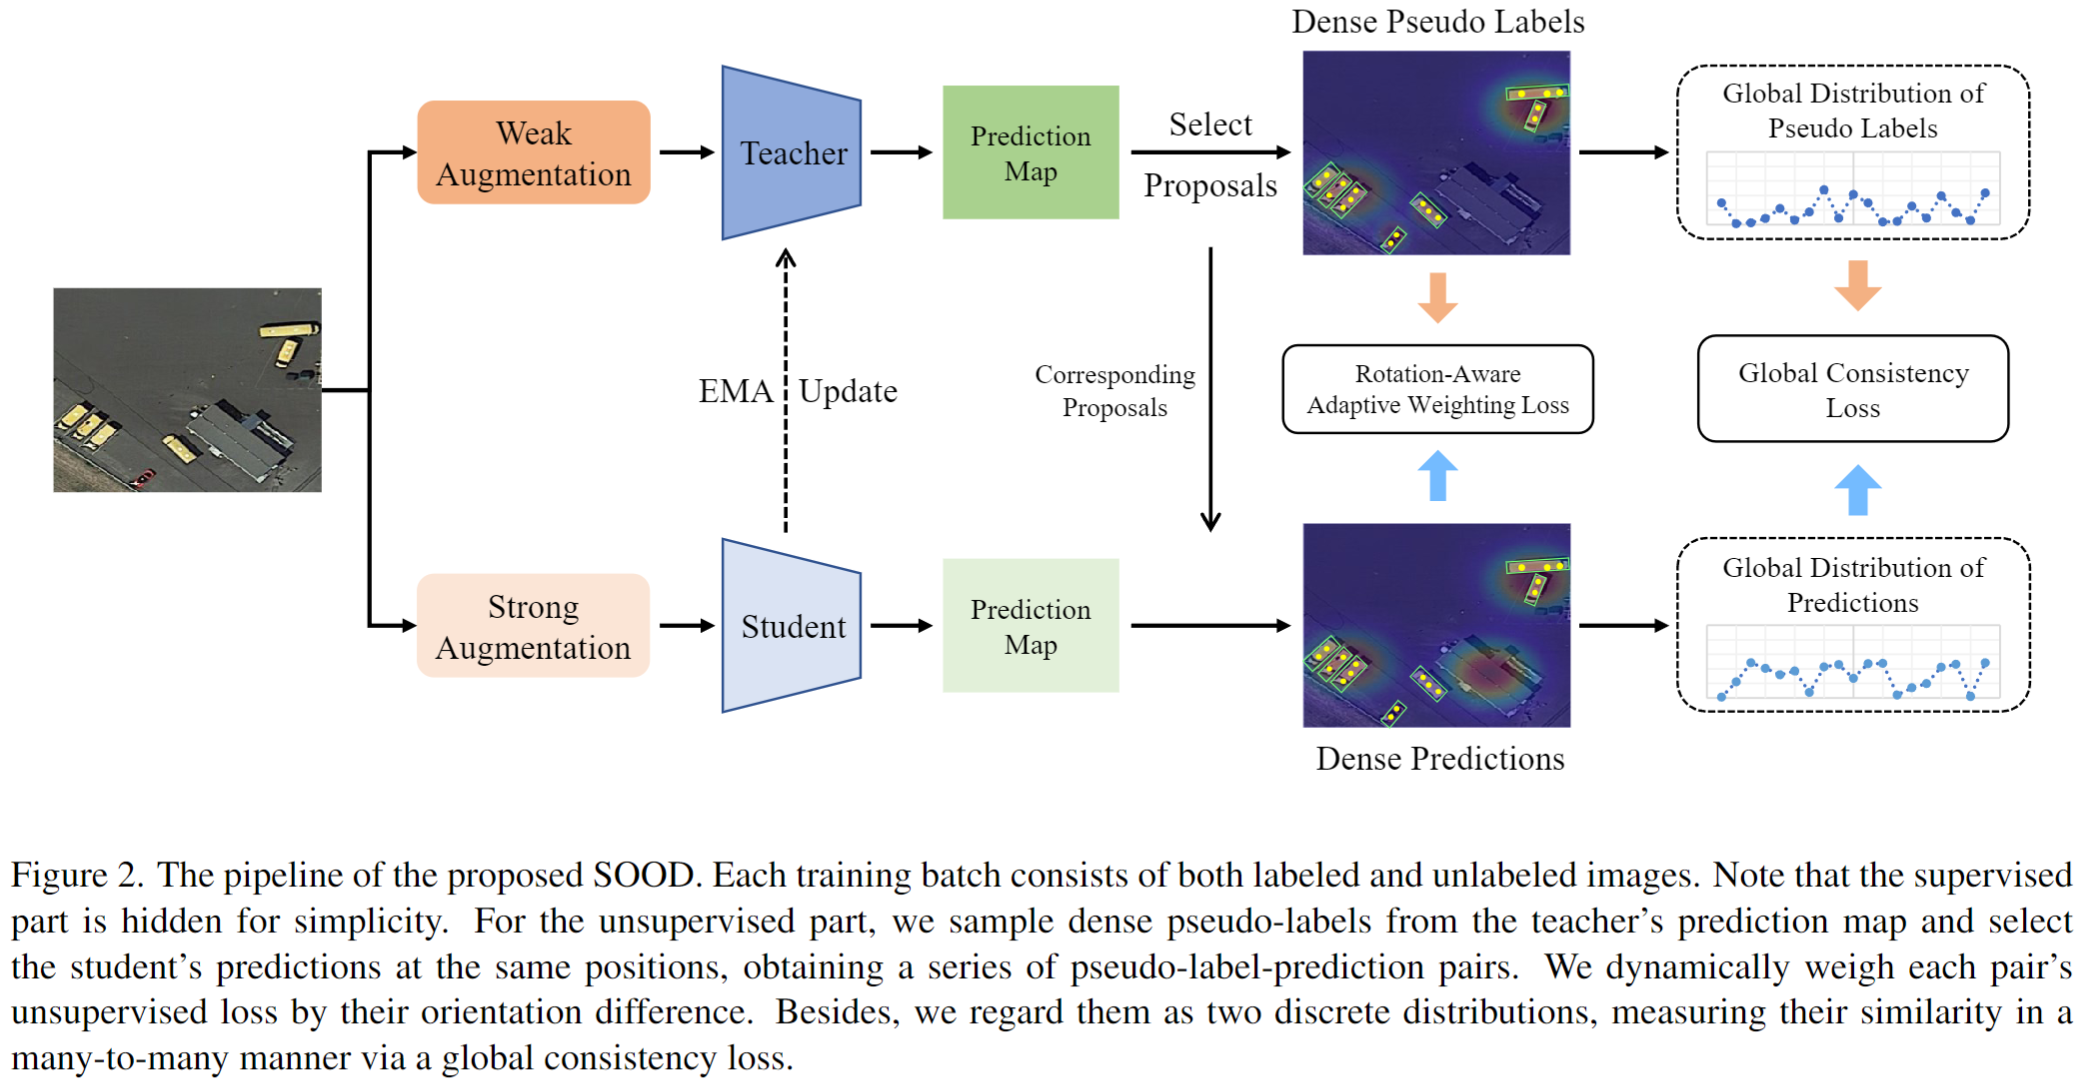 Dense Pseudo Labels
Weak
Augmentation
Teacher
Prediction
Map
Select
Proposals
Global Distribution of
Pseudo Labels
EMA Update
Corresponding
Proposals
Rotation-Aware
Adaptive Weighting Loss
Global Consistency
Loss
Strong
Augmentation
Student
Prediction
Map
Global Distribution of
Predictions
Dense Predictions
Figure 2. The pipeline of the proposed SOOD. Each training batch consists of both labeled and unlabeled images. Note that the supervised
part is hidden for simplicity. For the unsupervised part, we sample dense pseudo-labels from the teacher's prediction map and select
the student's predictions at the same positions, obtaining a series of pseudo-label-prediction pairs. We dynamically weigh each pair's
unsupervised loss by their orientation difference. Besides, we regard them as two discrete distributions, measuring their similarity in a
many-to-many manner via a global consistency loss.